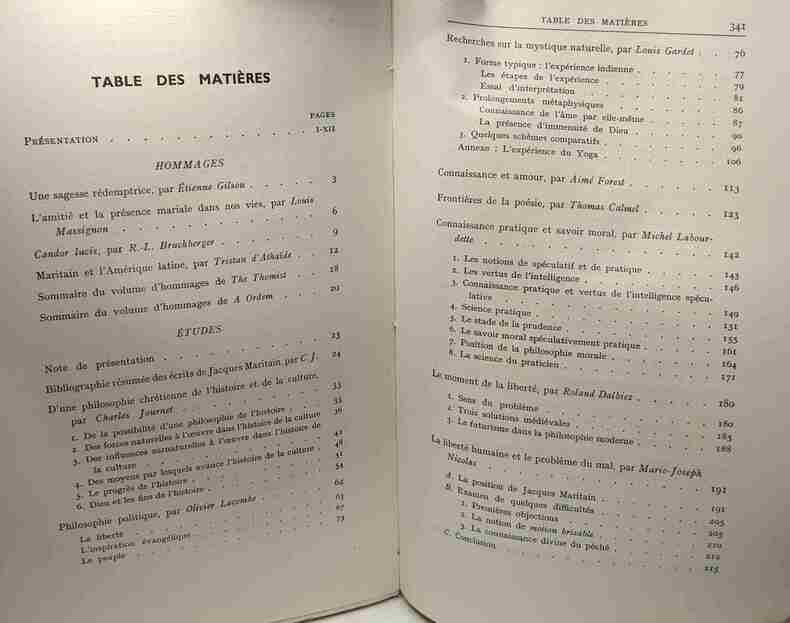 TABLE DES MATIÈRES
PAGES
PRÉSENTATION . . . . . . . . . . . . I-XII
HOMMAGES
Une sagesse rédemptrice, par Étienne Gilson . . . . . 3
L'amitié et la présence mariale dans nos vies, par Louis
Massignon . . . . . . . . . . . . 6
Candor lucis, par R.-L. Bruckberger . . . . . . . 9
Maritain et l'Amérique latine, par Tristan d'Athaïde . . 12
Sommaire du volume d'hommages de The Thomist . . . 18
Sommaire du volume d'hommages de A Ordem . . . 20
ÉTUDES
Note de présentation . . . . . . . . . . 23
Bibliographie résumée des écrits de Jacques Maritain, par C. J. 24
D'une philosophie chrétienne de l'histoire et de la culture,
par Charles Journet . . . . . . . . . 33
1. De la possibilité d'une philosophie de l'histoire . . . 33
2. Des forces naturelles à l'œuvre dans l'histoire de la culture 36
3. Des influences surnaturelles à l'œuvre dans l'histoire de
la culture . . . . . . . . . . 42
4. Des moyens par lesquels avance l'histoire de la culture . 48
5. Le progrès de l'histoire . . . . . . . 51
6. Dieu et les fins de l'histoire . . . . . . 54
Philosophie politique, par Olivier Lacombe . . . . . 64
La liberté . . . . . . . . . . 65
L'inspiration évangélique . . . . . . . 67
Le peuple . . . . . . . . . . 73
TABLE DES MATIÈRES 341
Recherches sur la mystique naturelle, par Louis Gardet . . 76
1. Forme typique : l'expérience indienne . . . . . 77
Les étapes de l'expérience . . . . . . 79
Essai d'interprétation . . . . . . . 81
2. Prolongements métaphysiques . . . . . . 86
Connaissance de l'âme par elle-même . . . . . 87
La présence d'immensité de Dieu . . . . . 90
3. Quelques schèmes comparatifs . . . . . . 96
Annexe : L'expérience du Yoga . . . . . . 106
Connaissance et amour, par Aimé Forest . . . . . 113
Frontières de la poésie, par Thomas Calmel . . . . . 123
Connaissance pratique et savoir moral, par Michel Labour-
dette . . . . . . . . . . . . 142
1. Les notions de spéculatif et de pratique . . . . . 143
2. Les vertus de l'intelligence . . . . . . . 146
3. Connaissance pratique et vertus de l'intelligence spécu-
lative . . . . . . . . . . . 149
4. Science pratique . . . . . . . . . 151
5. Le stade de la prudence . . . . . . . 155
6. Le savoir moral spéculativement pratique . . . . 161
7. Position de la philosophie morale . . . . . . 164
8. La science du praticien . . . . . . . . 171
Le moment de la liberté, par Roland Dalbiez . . . . . 180
1. Sens du problème . . . . . . . . 180
2. Trois solutions médiévales . . . . . . . 185
3. Le futurisme dans la philosophie moderne . . . . 188
La liberté humaine et le problème du mal, par Marie-Joseph
Nicolas . . . . . . . . . . . . 191
A. La position de Jacques Maritain . . . . . . 191
B. Examen de quelques difficultés . . . . . . 205
1. Premières objections . . . . . . . 205
2. La notion de motion brisable . . . . . . 210
3. La connaissance divine du péché . . . . . 212
C. Conclusion . . . . . . . . . . 215